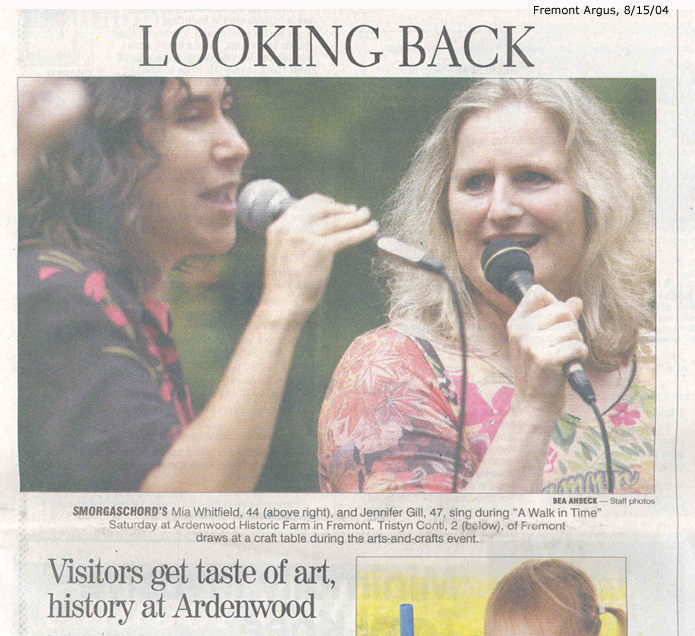 Fremont Argus, 8/15/04
LOOKING BACK
BEA AHBECK — Staff photos
SMORGASCHORD'S Mia Whitfield, 44 (above right), and Jennifer Gill, 47, sing during “A Walk in Time”
Saturday at Ardenwood Historic Farm in Fremont. Tristyn Conti, 2 (below), of Fremont
draws at a craft table during the arts-and-crafts event.
Visitors get taste of art,
history at Ardenwood